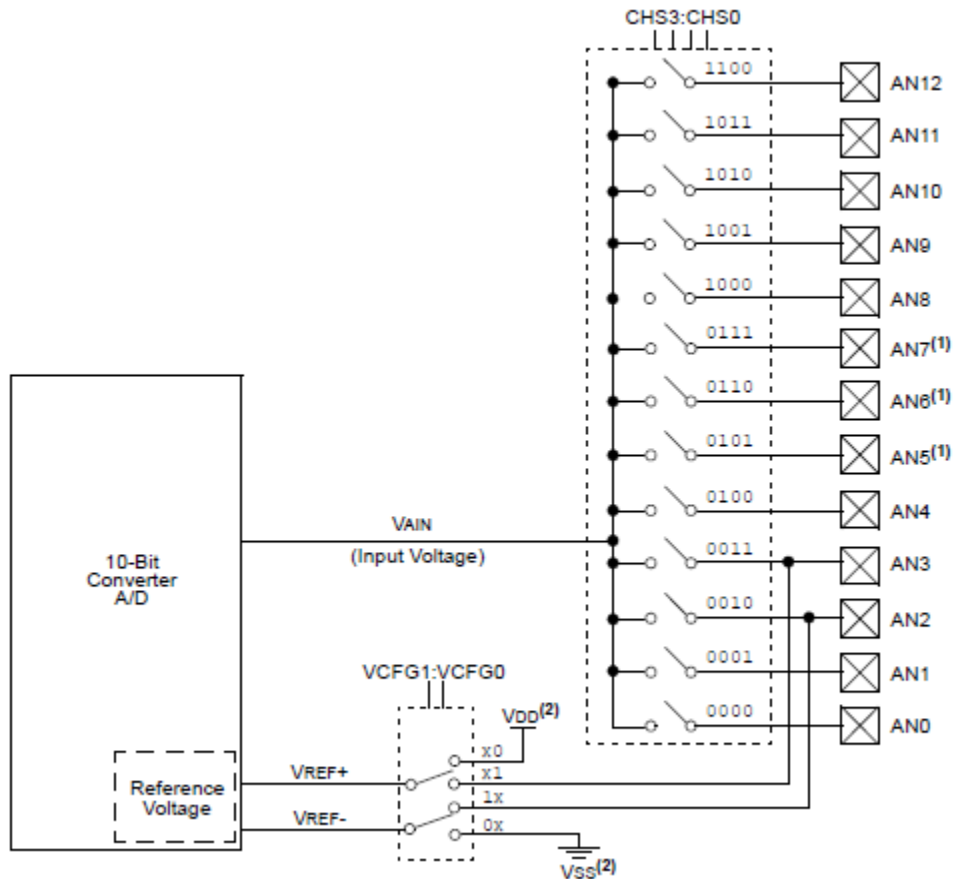 CHS3:CHS0
1100 AN12
1011 AN11
1010 AN10
1001 AN9
1000 AN8
0111 AN7(1)
0110 AN6(1)
0101 AN5(1)
0100 AN4
VAIN
(Input Voltage)
10-Bit
Converter
A/D
0011 AN3
0010 AN2
0001 AN1
0000 AN0
VCFG1:VCFG0
VDD(2)
x0
x1
1x
0x
VREF+
VREF-
Reference
Voltage
VSS(2)